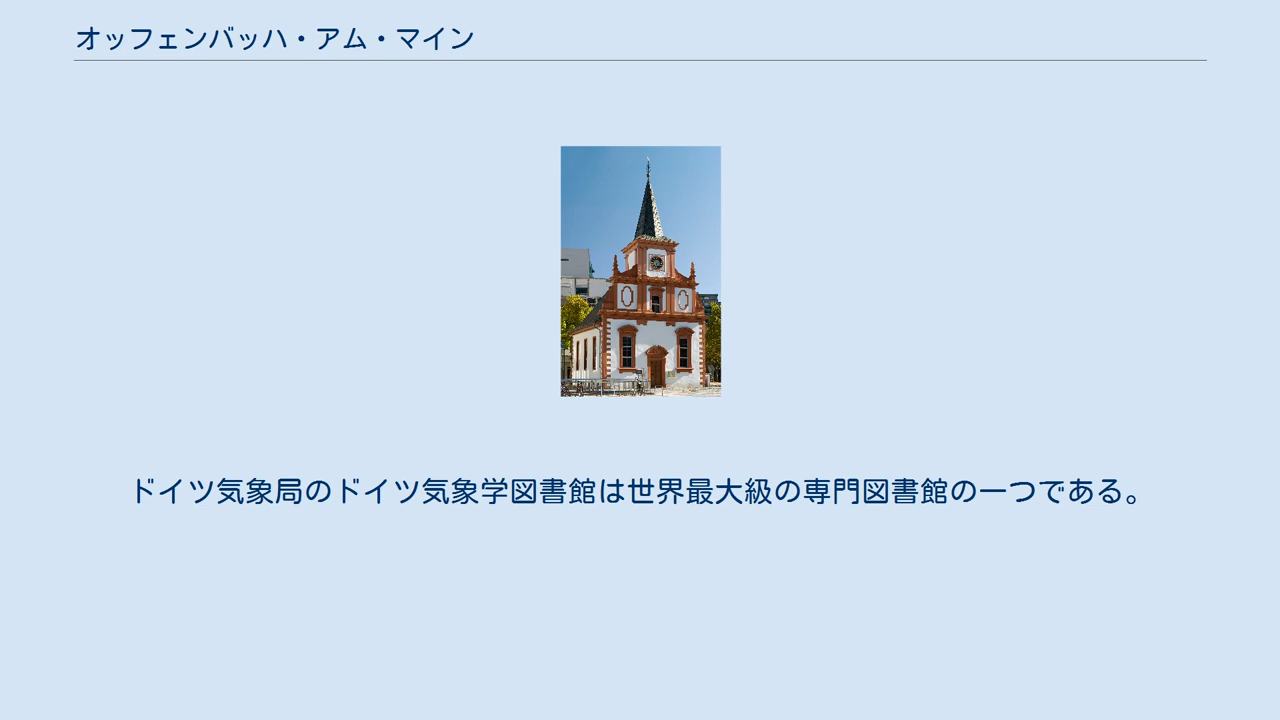 オッフェンバッハ・アム・マイン
ドイツ気象局のドイツ気象学図書館は世界最大級の専門図書館の一つである。